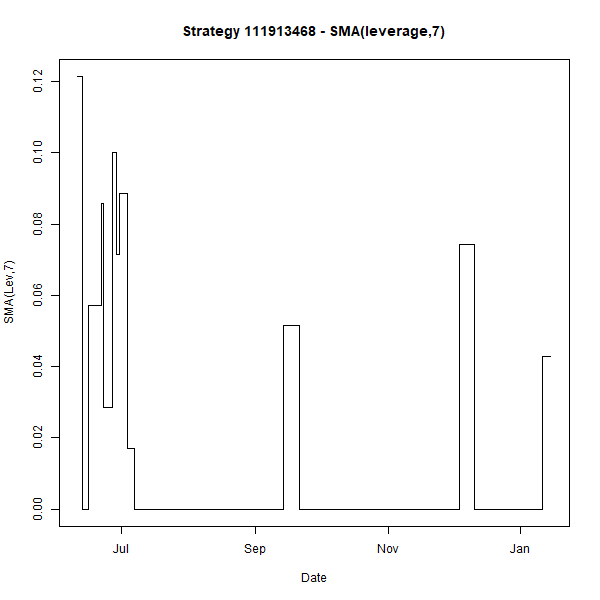 Strategy 111913468 - SMA(leverage,7)
SMA(Lev,7)
0.12
0.10
0.08
0.06
0.04
0.02
0.00
Jul Sep Nov Jan
Date